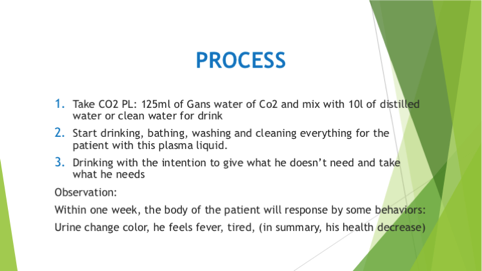 PROCESS
1. Take CO2 PL: 125ml of Gans water of Co2 and mix with 10l of distilled
water or clean water for drink
2. Start drinking, bathing, washing and cleaning everything for the
patient with this plasma liquid.
3. Drinking with the intention to give what he doesn't need and take
what he needs
Observation:
Within one week, the body of the patient will response by some behaviors:
Urine change color, he feels fever, tired, (in summary, his health decrease)